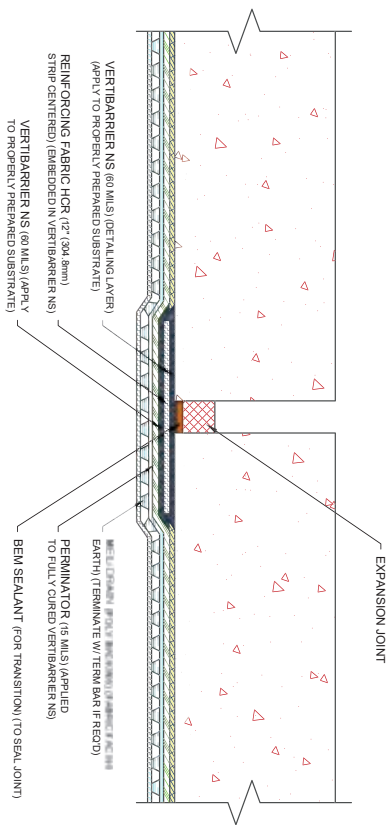 EXPANSION JOINT
VERTIBARRIER NS (60 MILS) (DETAILING LAYER)
(APPLY TO PROPERLY PREPARED SUBSTRATE)
REINFORCING FABRIC HCR (12" (304.8mm)
STRIP CENTERED) (EMBEDDED IN VERTIBARRIER NS)
VERTIBARRIER NS (60 MILS) (APPLY
TO PROPERLY PREPARED SUBSTRATE)
EARTH) (TERMINATE W/ TERM BAR IF REQ'D)
PERMINATOR (15 MILS) (APPLIED
TO FULLY CURED VERTIBARRIER NS)
BEM SEALANT (FOR TRANSITION) (TO SEAL JOINT)